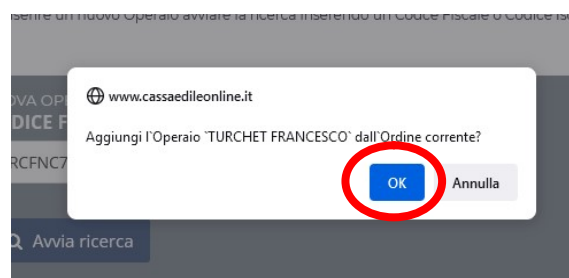 un nuovo Operaio avviare la ricerca inserendo un Codice Fiscale o Codice
www.cassaedileonline.it
Aggiungi l`Operaio `TURCHET FRANCESCO` dall`Ordine corrente?
OK
Annulla
Avvia ricerca